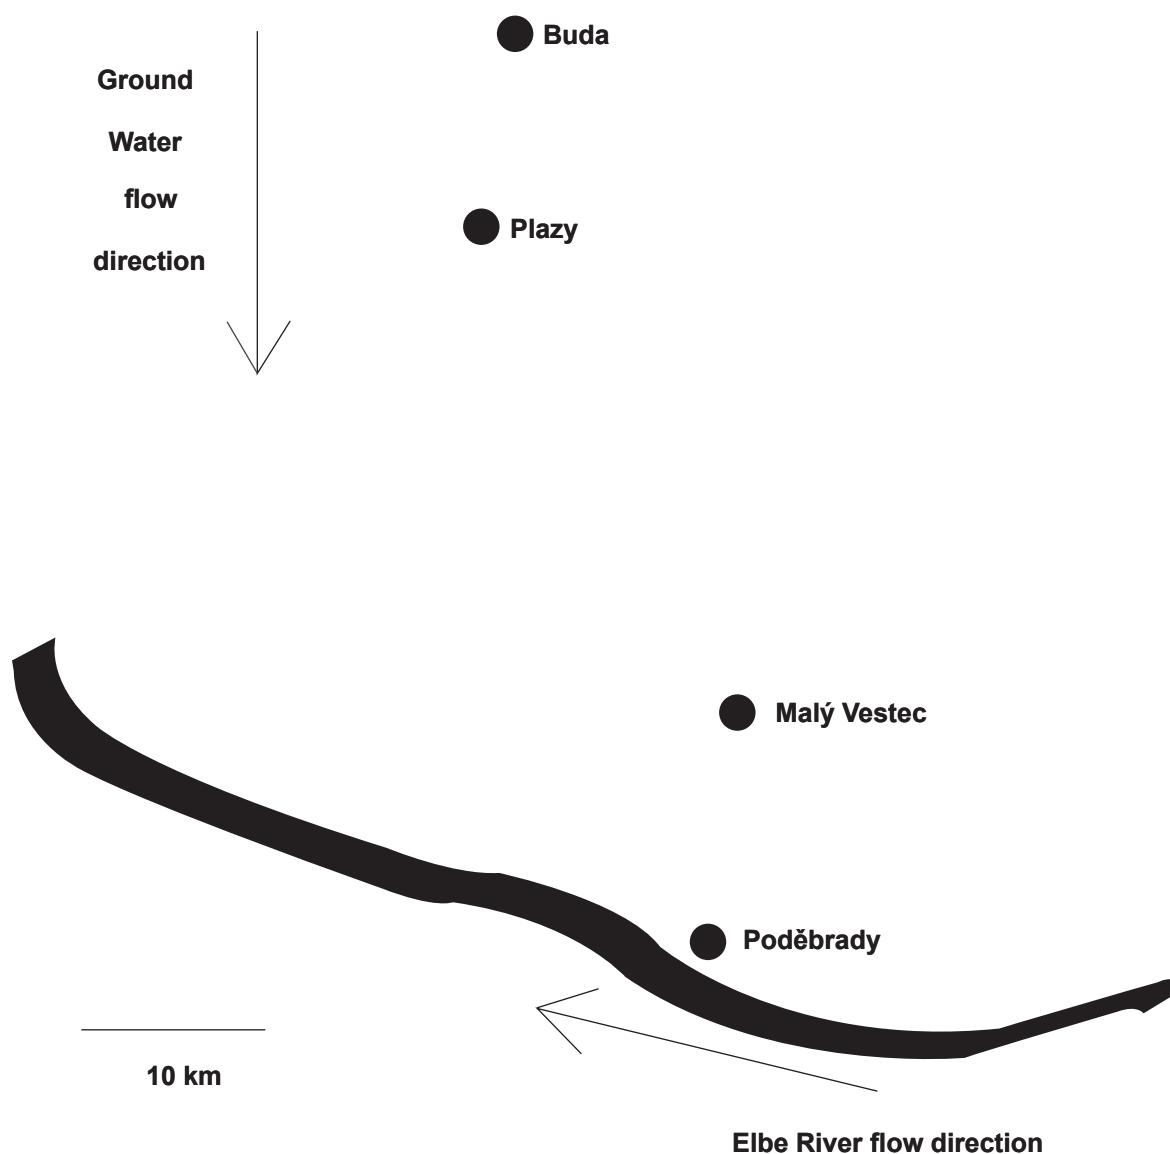 Buda
Ground
Water
flow
direction
Plazy
Malý Vestec
Poděbrady
10 km
Elbe River flow direction